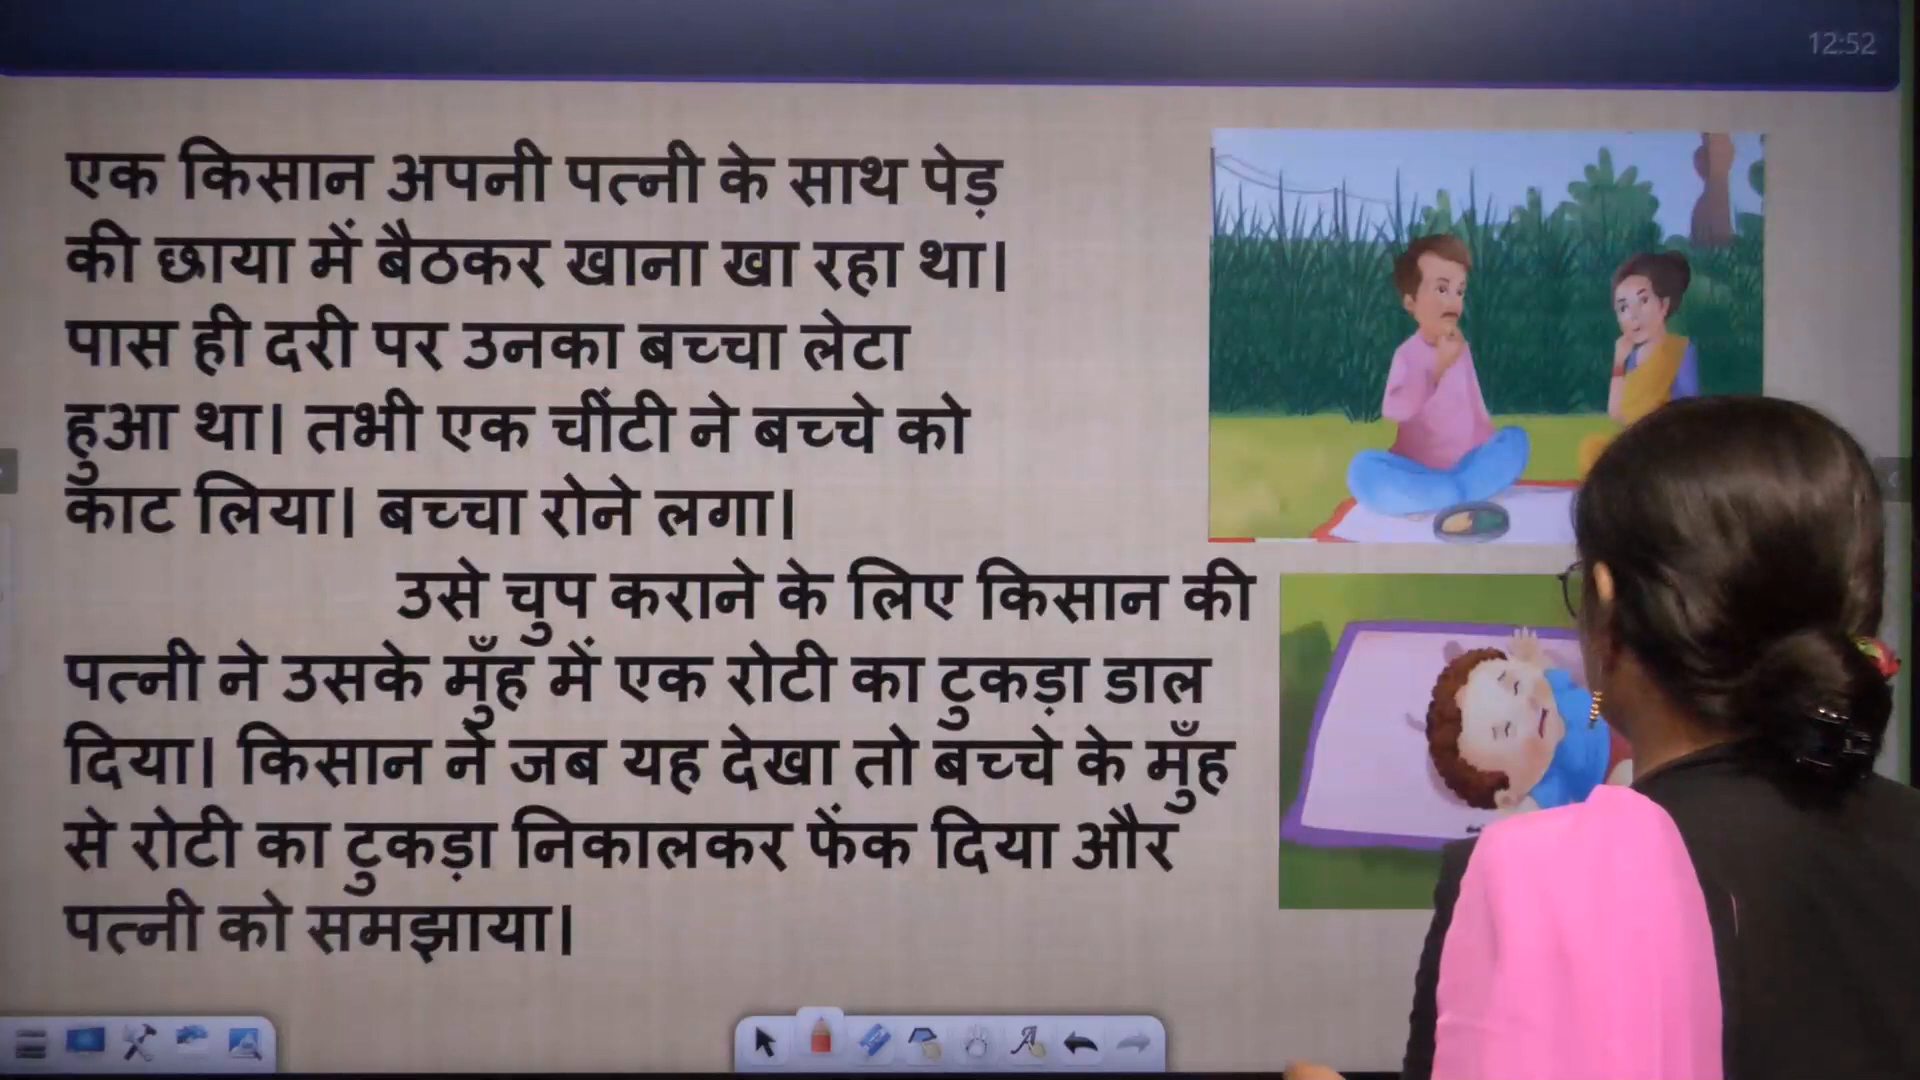 12:52
एक किसान अपनी पत्नी के साथ पेड़
की छाया में बैठकर खाना खा रहा था।
पास ही दरी पर उनका बच्चा लेटा
हुआ था। तभी एक चींटी ने बच्चे को
काट लिया। बच्चा रोने लगा।
उसे चुप कराने के लिए किसान की
पत्नी ने उसके मुँह में एक रोटी का टुकड़ा डाल
दिया। किसान ने जब यह देखा तो बच्चे के मुँह
से रोटी का टुकड़ा निकालकर फेंक दिया और
पत्नी को समझाया।